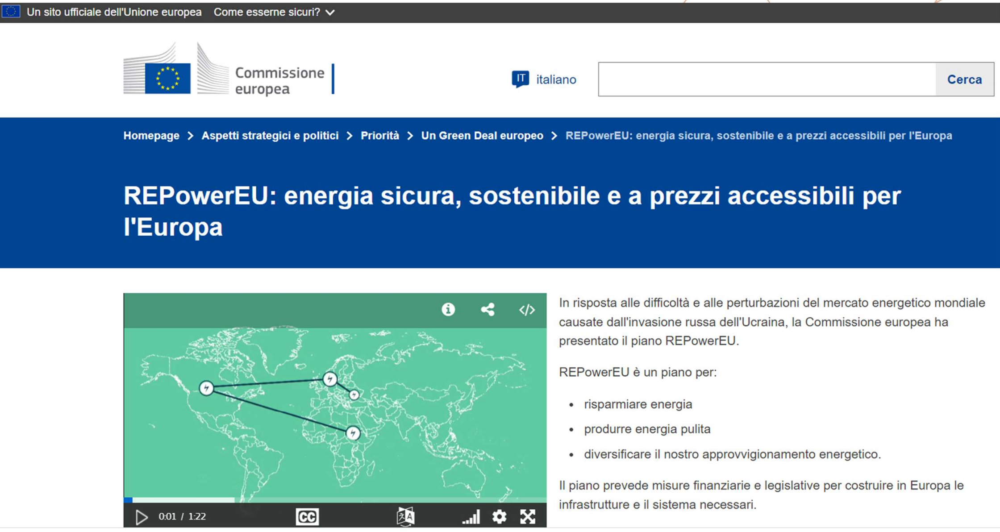 Un sito ufficiale dell'Unione europea Come esserne sicuri?
Commissione
europea
IT italiano
Cerca
Homepage > Aspetti strategici e politici > Priorità > Un Green Deal europeo > REPowerEU: energia sicura, sostenibile e a prezzi accessibili per l'Europa
REPowerEU: energia sicura, sostenibile e a prezzi accessibili per
l'Europa
In risposta alle difficoltà e alle perturbazioni del mercato energetico mondiale
causate dall'invasione russa dell'Ucraina, la Commissione europea ha
presentato il piano REPowerEU.
REPowerEU è un piano per:
• risparmiare energia
• produrre energia pulita
• diversificare il nostro approvvigionamento energetico.
Il piano prevede misure finanziarie e legislative per costruire in Europa le
infrastrutture e il sistema necessari.
0:01 / 1:22
CC